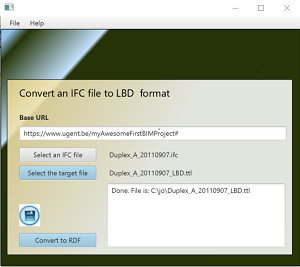 File Help
Convert an IFC file to LBD format
Base URL
https://www.ugent.be/myAwesomeFirstBIMProject#
Select an IFC file Duplex_A_20110907.ifc
Select the target file Duplex_A_20110907_LBD.ttl
Done. File is: C:\jo\Duplex_A_20110907_LBD.ttl
Convert to RDF